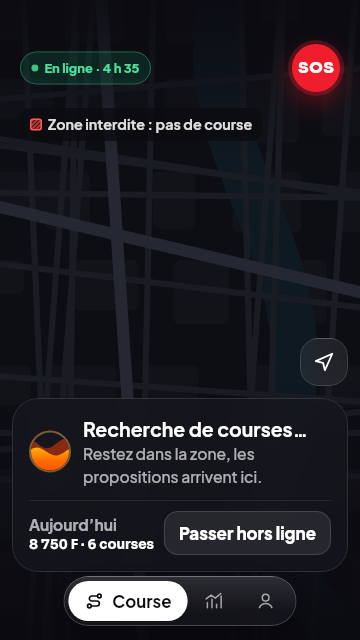 En ligne · 4 h 35
SOS
Zone interdite : pas de course
Recherche de courses…
Restez dans la zone, les
propositions arrivent ici.
Aujourd’hui
8 750 F · 6 courses
Passer hors ligne
Course